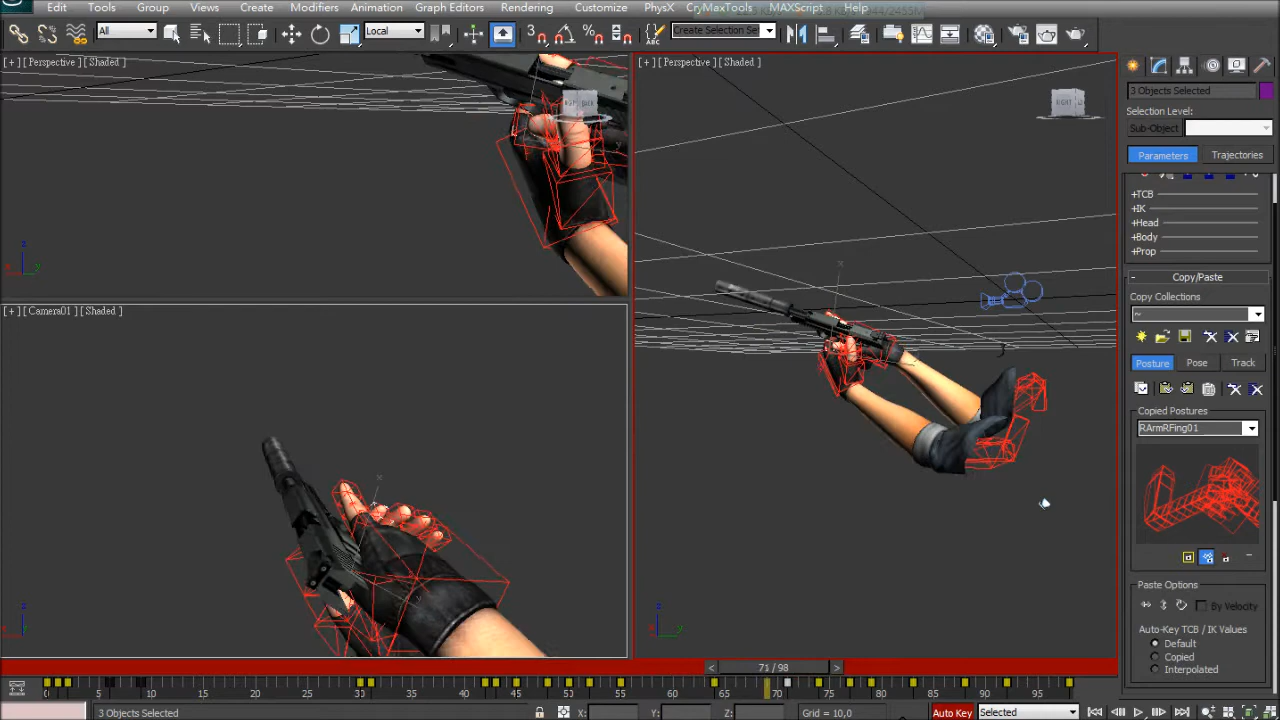 Edit Tools Group Views Create Modifiers Animation Graph Editors Rendering Customize PhysX CryMaxTools MAXScript Help
All Local Create Selection Se
3 Objects Selected
[+] [Perspective] [Shaded]
[+] [Perspective] [Shaded]
RIGHT
BACK
Selection Level:
Sub-Object
Parameters Trajectories
+TCB
+IK
+Head
+Body
+Prop
- Copy/Paste
Copy Collections
~
[+] [Camera01] [Shaded]
Posture Pose Track
Copied Postures
RArmRFing01
Paste Options
By Velocity
Auto-Key TCB / IK Values
Default
Copied
Interpolated
x
z
x y
z
x y
z
y
< 71 / 98 >
0 5 10 15 20 25 30 35 40 45 50 55 60 65 70 75 80 85 90 95
3 Objects Selected X: Y: Z: Grid = 10,0 Auto Key Selected